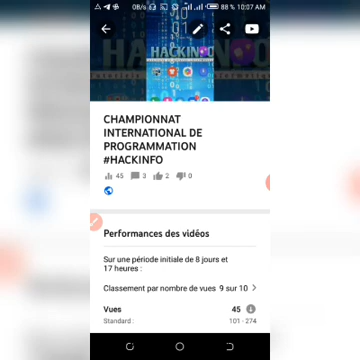 0B/s 88 % 10:07 AM
HACKINFO
CHAMPIONNAT
INTERNATIONAL DE
PROGRAMMATION
#HACKINFO
45 3 2 0
Performances des vidéos
Sur une période initiale de 8 jours et
17 heures :
Classement par nombre de vues 9 sur 10
Vues 45
Standard : 101 - 274